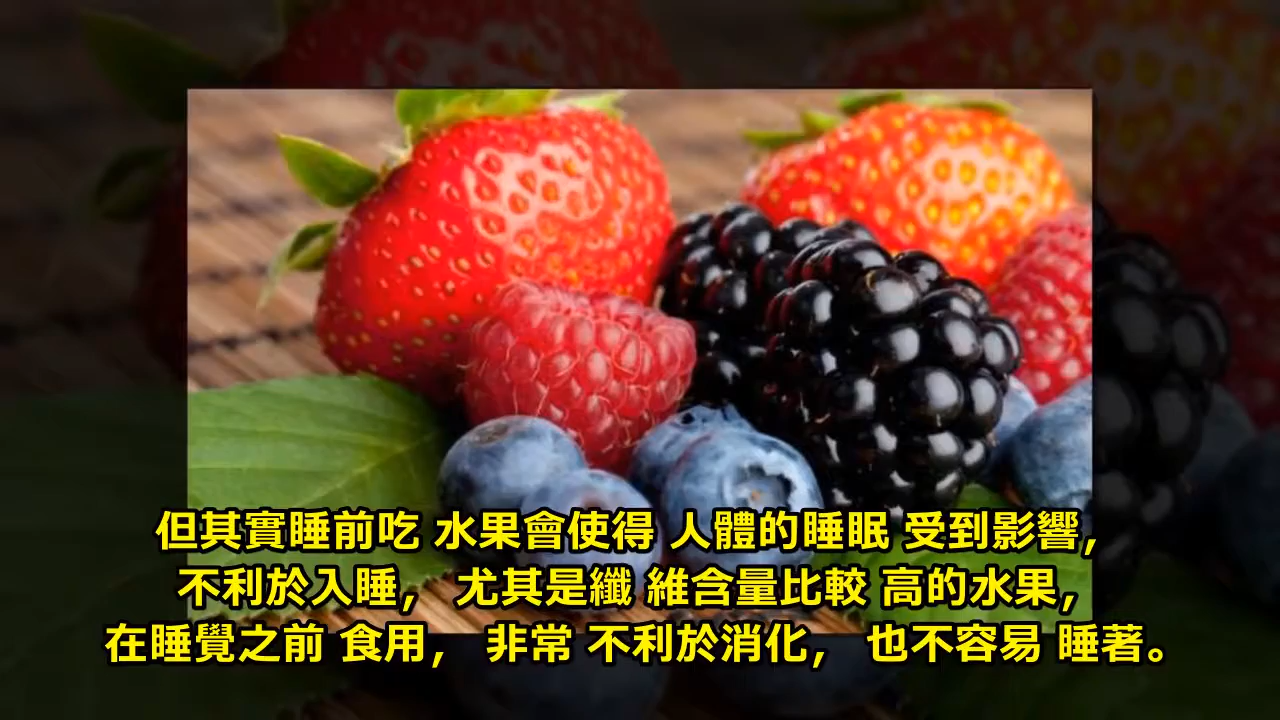 但其實睡前吃 水果會使得 人體的睡眠 受到影響，
不利於入睡， 尤其是纖 維含量比較 高的水果，
在睡覺之前 食用， 非常 不利於消化， 也不容易 睡著。